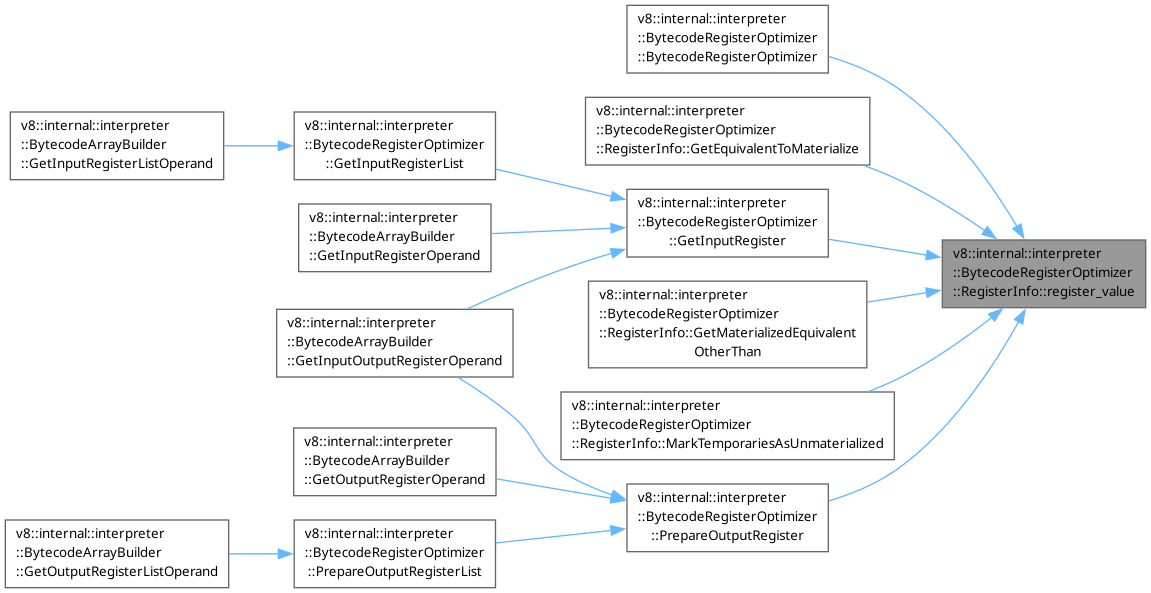 v8::internal::interpreter
::BytecodeRegisterOptimizer
::BytecodeRegisterOptimizer
v8::internal::interpreter
::BytecodeRegisterOptimizer
::RegisterInfo::GetEquivalentToMaterialize
v8::internal::interpreter
::BytecodeArrayBuilder
::GetInputRegisterListOperand
v8::internal::interpreter
::BytecodeRegisterOptimizer
::GetInputRegisterList
v8::internal::interpreter
::BytecodeRegisterOptimizer
::GetInputRegister
v8::internal::interpreter
::BytecodeArrayBuilder
::GetInputRegisterOperand
v8::internal::interpreter
::BytecodeRegisterOptimizer
::RegisterInfo::register_value
v8::internal::interpreter
::BytecodeRegisterOptimizer
::RegisterInfo::GetMaterializedEquivalent
OtherThan
v8::internal::interpreter
::BytecodeArrayBuilder
::GetInputOutputRegisterOperand
v8::internal::interpreter
::BytecodeRegisterOptimizer
::RegisterInfo::MarkTemporariesAsUnmaterialized
v8::internal::interpreter
::BytecodeArrayBuilder
::GetOutputRegisterOperand
v8::internal::interpreter
::BytecodeRegisterOptimizer
::PrepareOutputRegister
v8::internal::interpreter
::BytecodeArrayBuilder
::GetOutputRegisterListOperand
v8::internal::interpreter
::BytecodeRegisterOptimizer
::PrepareOutputRegisterList